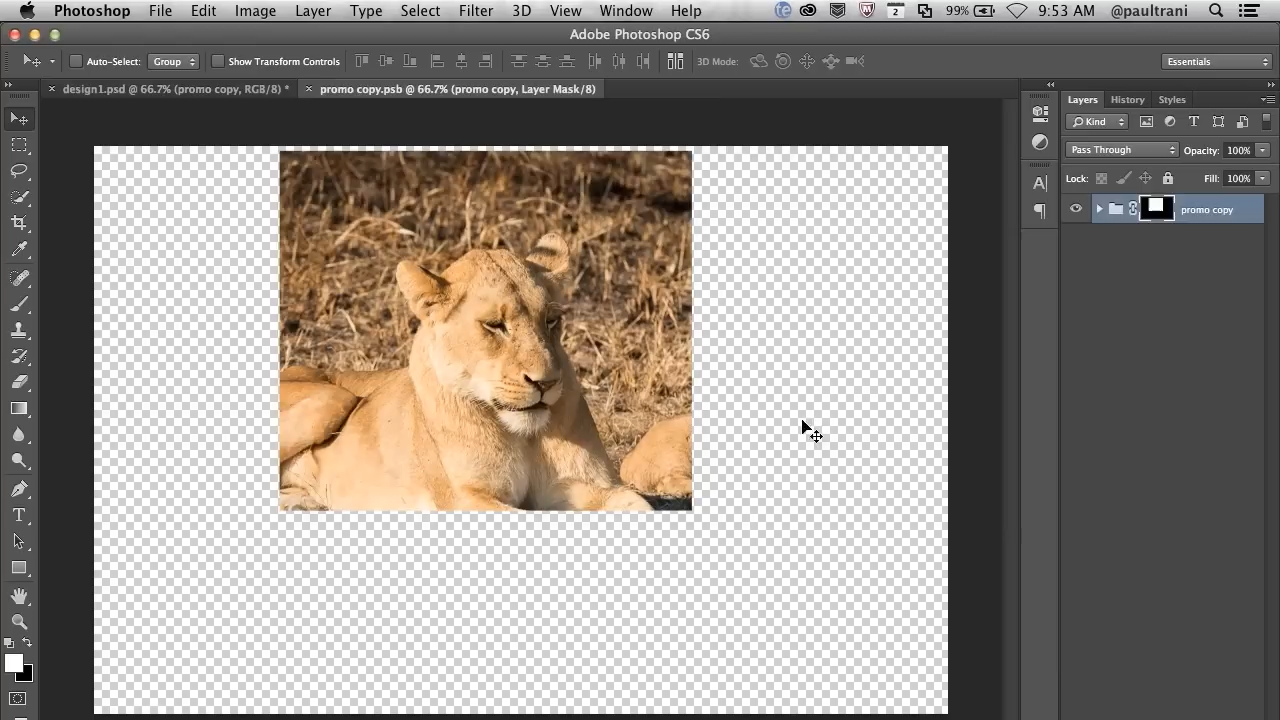 Photoshop File Edit Image Layer Type Select Filter 3D View Window Help 2 99% 9:53 AM @paultrani
Adobe Photoshop CS6
Auto-Select: Group Show Transform Controls 3D Mode: Essentials
design1.psd @ 66.7% (promo copy, RGB/8) * promo copy.psb @ 66.7% (promo copy, Layer Mask/8)
Layers History Styles
Kind
Pass Through Opacity: 100%
Lock: Fill: 100%
promo copy